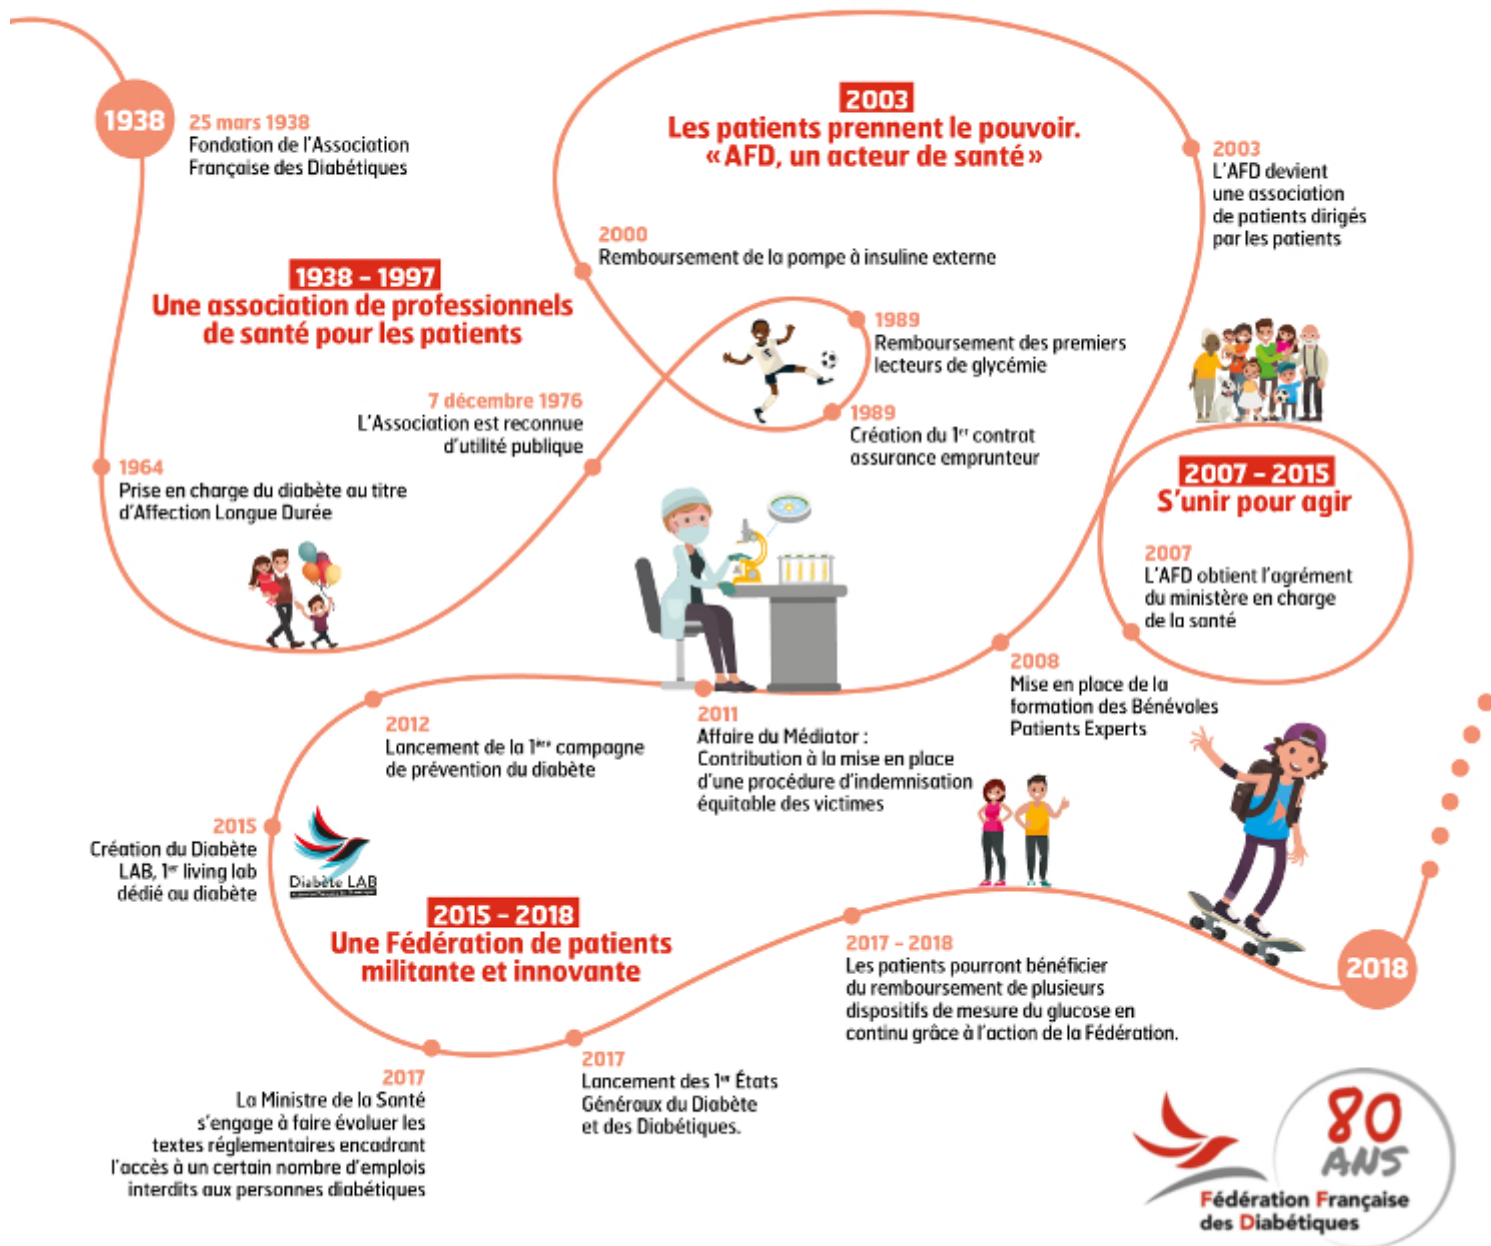 1938
25 mars 1938
Fondation de l'Association
Française des Diabétiques
1938 – 1997
Une association de professionnels
de santé pour les patients
1964
Prise en charge du diabète au titre
d'Affection Longue Durée
7 décembre 1976
L'Association est reconnue
d'utilité publique
1989
Remboursement des premiers
lecteurs de glycémie
1989
Création du 1er contrat
assurance emprunteur
2000
Remboursement de la pompe à insuline externe
2003
Les patients prennent le pouvoir.
« AFD, un acteur de santé »
2003
L'AFD devient
une association
de patients dirigés
par les patients
2007 – 2015
S'unir pour agir
2007
L'AFD obtient l'agrément
du ministère en charge
de la santé
2008
Mise en place de la
formation des Bénévoles
Patients Experts
2011
Affaire du Médiator :
Contribution à la mise en place
d'une procédure d'indemnisation
équitable des victimes
2012
Lancement de la 1ère campagne
de prévention du diabète
2015
Création du Diabète
LAB, 1er living lab
dédié au diabète
Diabète LAB
2015 – 2018
Une Fédération de patients
militante et innovante
2017
La Ministre de la Santé
s'engage à faire évoluer les
textes réglementaires encadrant
l'accès à un certain nombre d'emplois
interdits aux personnes diabétiques
2017
Lancement des 1er États
Généraux du Diabète
et des Diabétiques.
2017 – 2018
Les patients pourront bénéficier
du remboursement de plusieurs
dispositifs de mesure du glucose en
continu grâce à l'action de la Fédération.
2018
80
ANS
Fédération Française
des Diabétiques